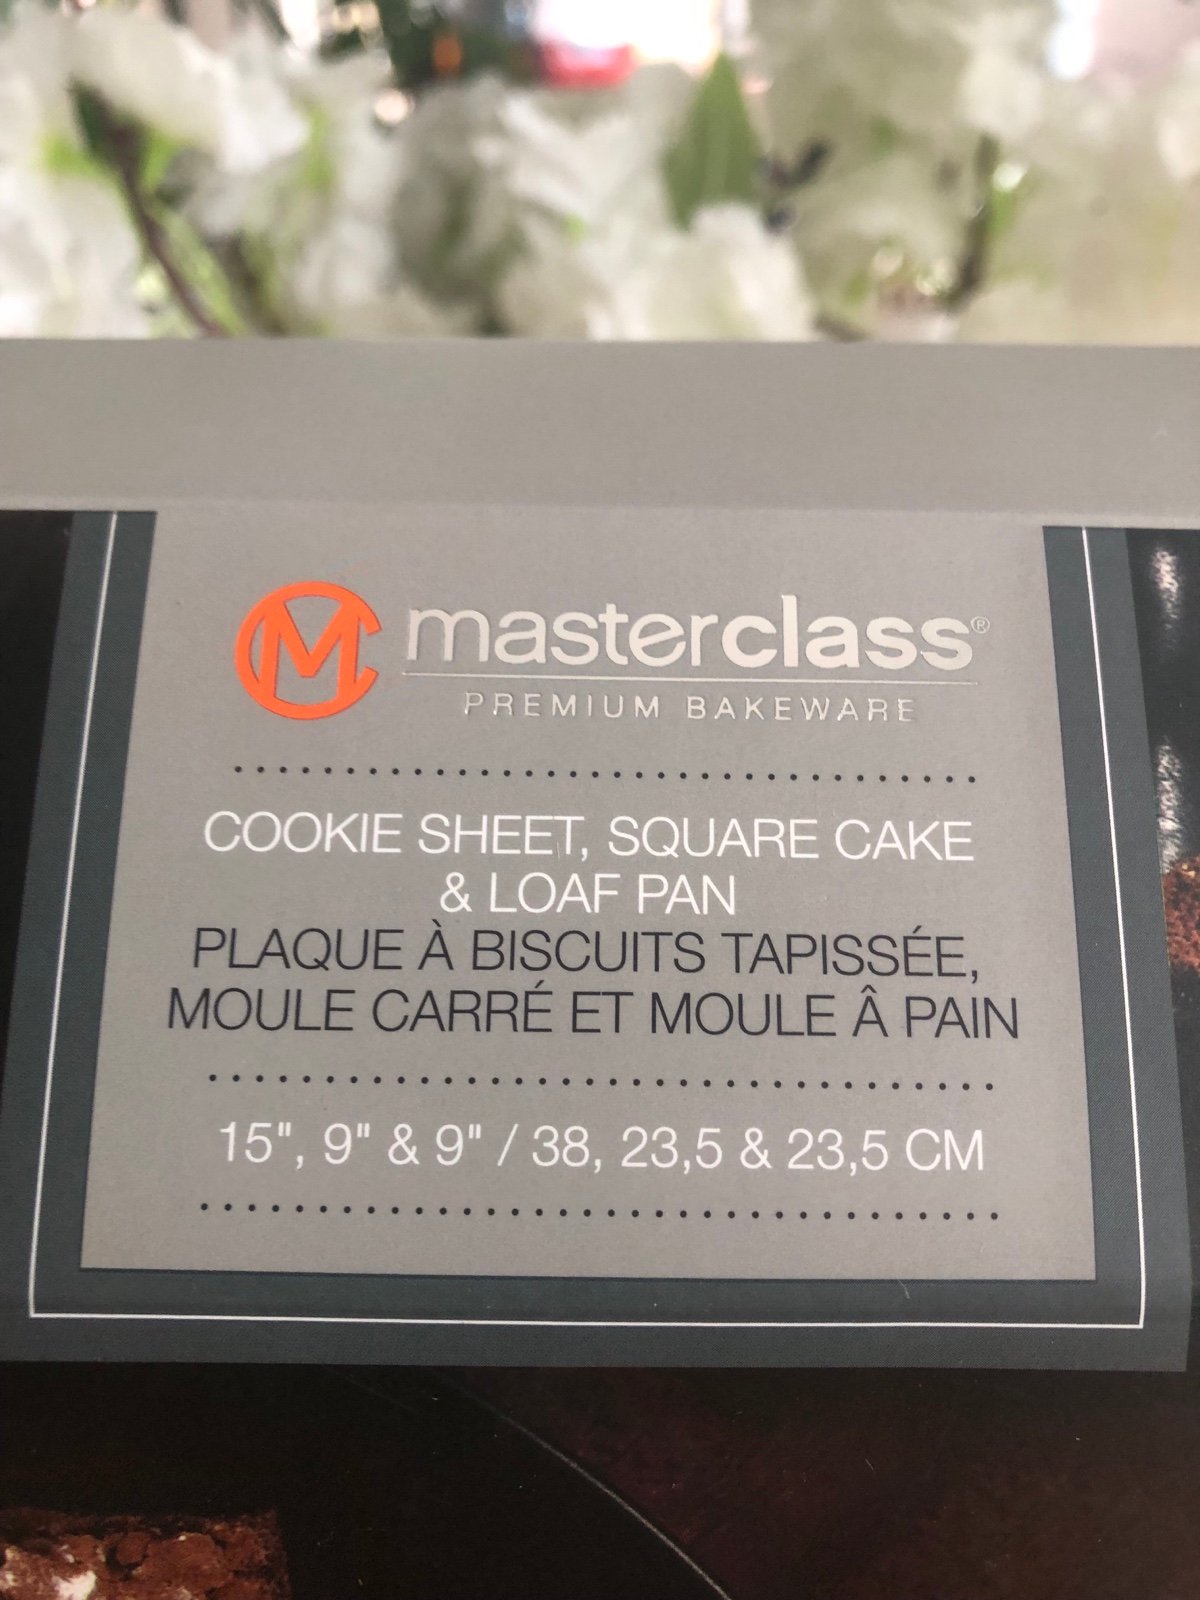 masterclass®
PREMIUM BAKEWARE
COOKIE SHEET, SQUARE CAKE
& LOAF PAN
PLAQUE À BISCUITS TAPISSÉE,
MOULE CARRÉ ET MOULE Â PAIN
15", 9" & 9" / 38, 23,5 & 23,5 CM